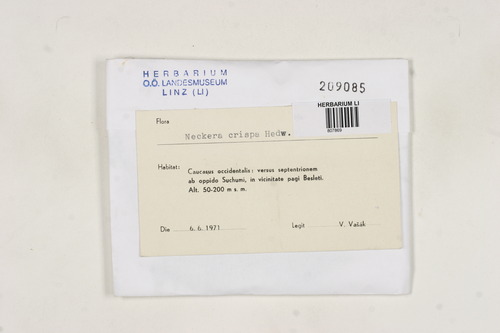 HERBARIUM
O.Ö. LANDESMUSEUM
LINZ (LI)
209085
HERBARIUM LI
Flora
Neckera crispa Hedw.
Habitat:
Caucasus occidentalis: versus septentrionem
ab oppido Suchumi, in vicinitate pagi Besleti.
Alt. 50-200 m s. m.
Die 6. 6. 1971 Legit V. Vašák